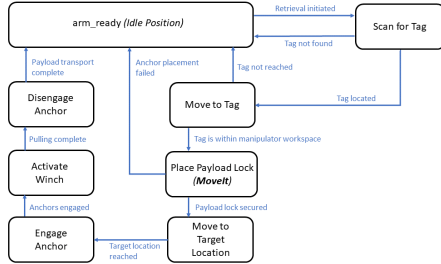 arm_ready (Idle Position)
Retrieval initiated
Scan for Tag
Tag not found
Payload transport
complete
Anchor placement
failed
Tag not reached
Tag located
Disengage
Anchor
Move to Tag
Pulling complete
Tag is within manipulator workspace
Activate
Winch
Place Payload Lock
(MoveIt)
Anchors engaged
Payload lock secured
Engage
Anchor
Target location
reached
Move to
Target
Location